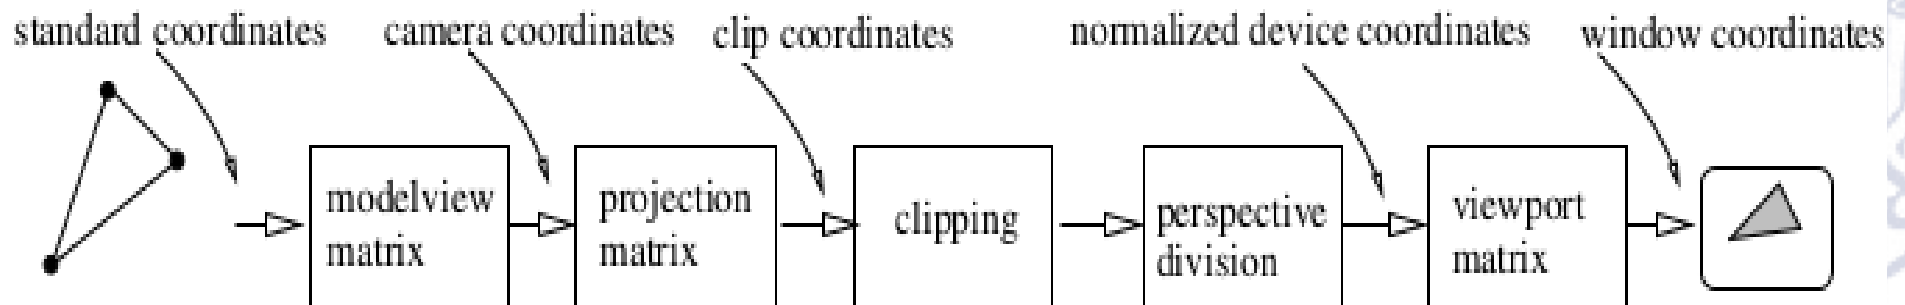 standard coordinates
camera coordinates
clip coordinates
normalized device coordinates
window coordinates
modelview
matrix
projection
matrix
clipping
perspective
division
viewport
matrix